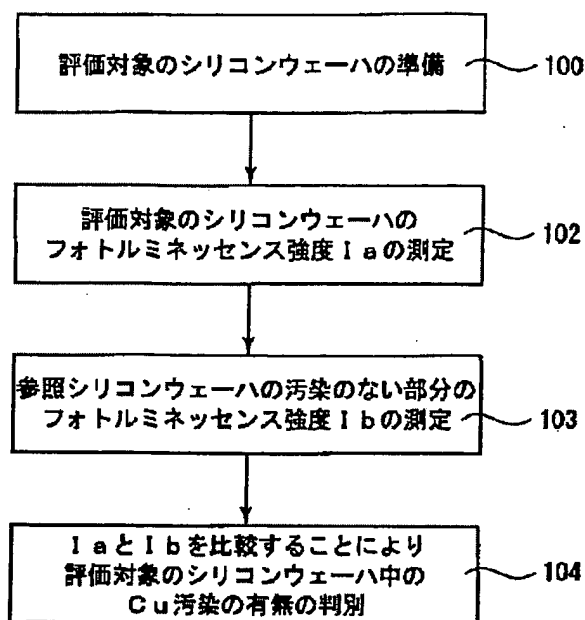 評価対象のシリコンウェーハの準備
100
評価対象のシリコンウェーハの
フォトルミネッセンス強度Ｉａの測定
102
参照シリコンウェーハの汚染のない部分の
フォトルミネッセンス強度Ｉｂの測定
103
ＩａとＩｂを比較することにより
評価対象のシリコンウェーハ中の
Ｃｕ汚染の有無の判別
104